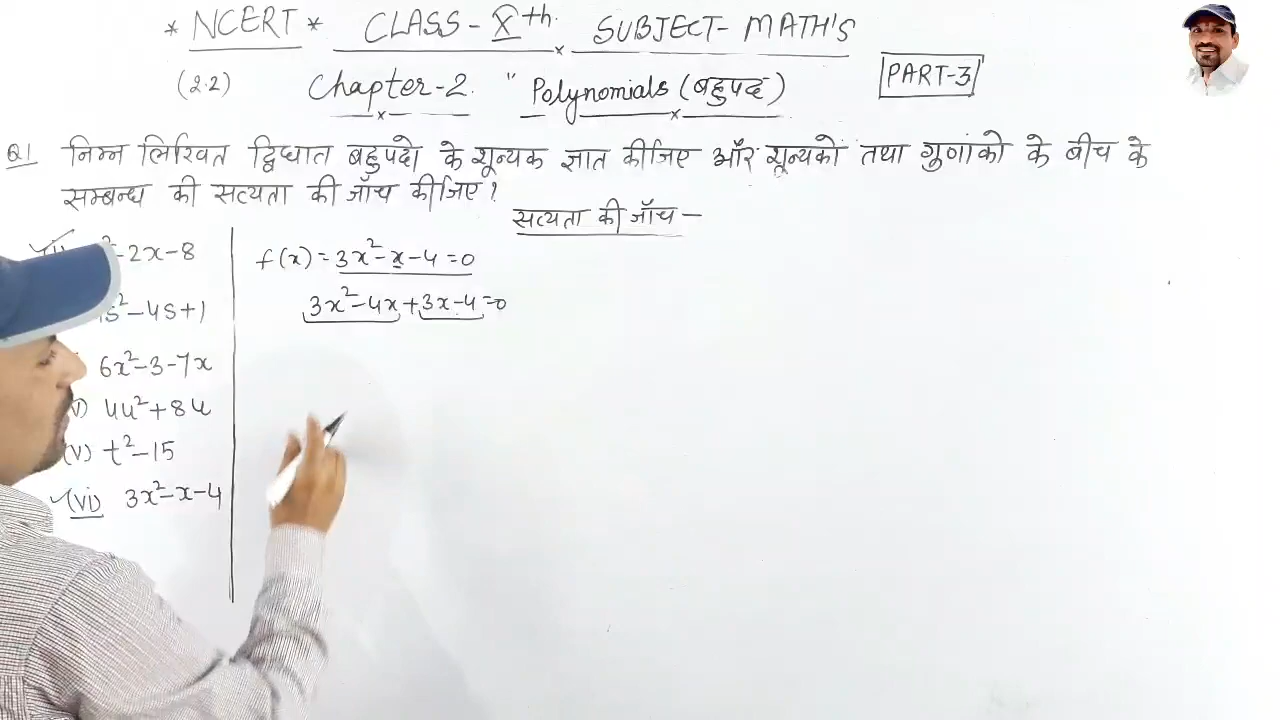 * NCERT * CLASS - Xth. SUBJECT - MATH'S
(2.2) Chapter-2. " Polynomials (बहुपद) PART-3
Q1 निम्न लिखित द्विघात बहुपदो के शून्यक ज्ञात कीजिए और शून्यको तथा गुणांको के बीच के
सम्बन्ध की सत्यता की जाँच कीजिए?
सत्यता की जाँच —
-2x-8
s²-4s+1
6x²-3-7x
4u²+8u
(v) t²-15
(vi) 3x²-x-4
f(x) = 3x²-x-4=0
3x²-4x+3x-4=0